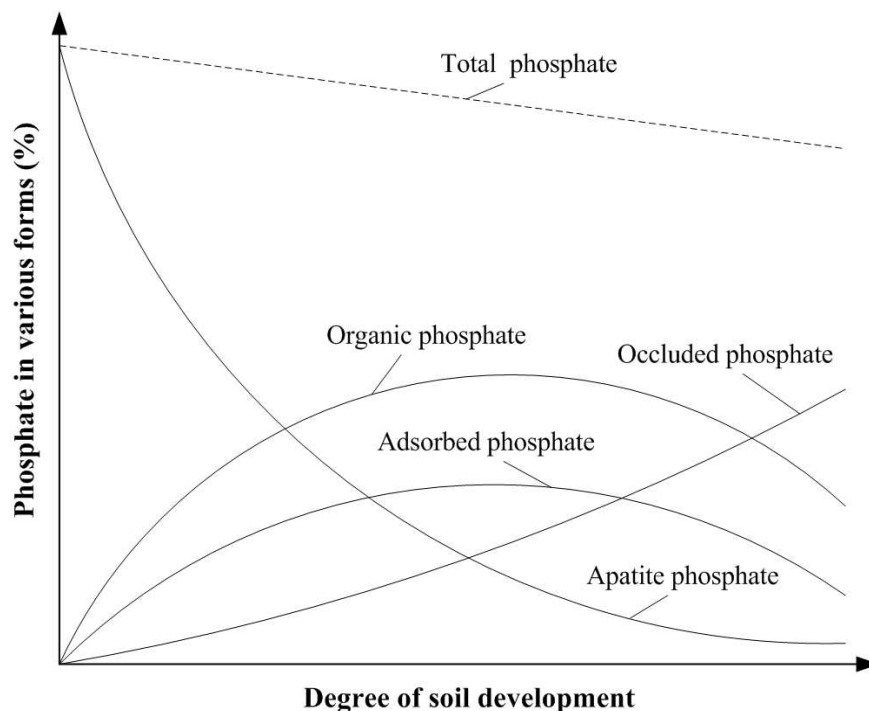 Total phosphate
Organic phosphate
Occluded phosphate
Adsorbed phosphate
Apatite phosphate
Phosphate in various forms (%)
Degree of soil development